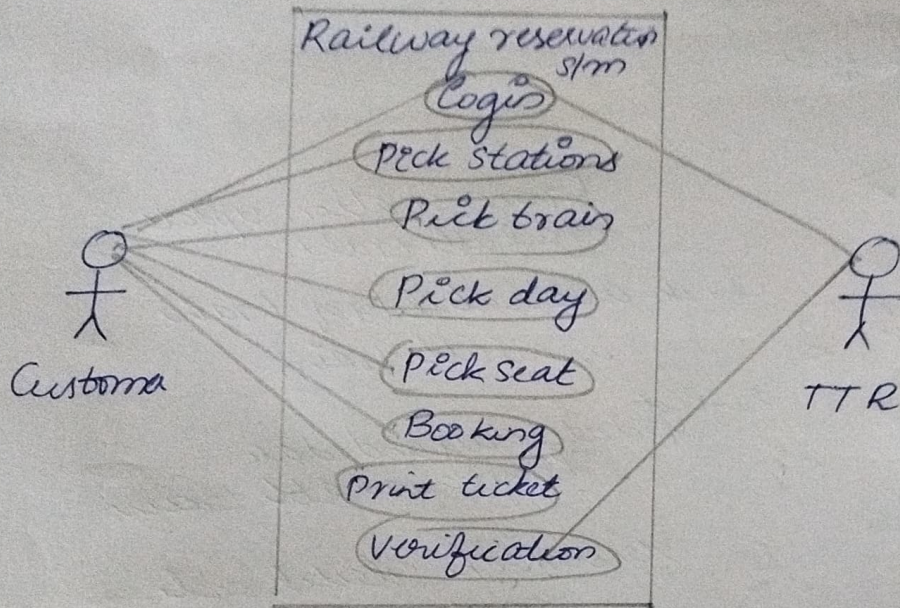 Railway reservation
s/m
Login
Pick stations
Pick train
Pick day
Pick seat
Booking
Print ticket
Verification
Customer
TTR